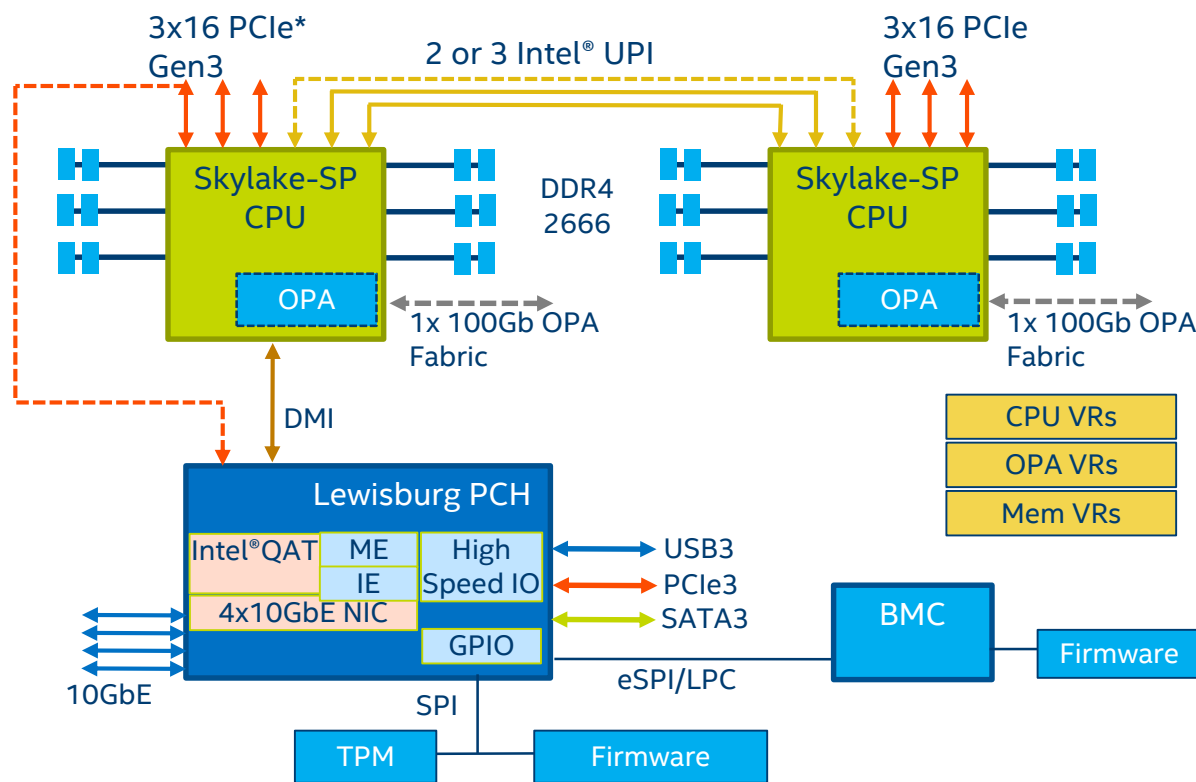 3x16 PCIe*
Gen3
2 or 3 Intel® UPI
3x16 PCIe
Gen3
Skylake-SP
CPU
DDR4
2666
Skylake-SP
CPU
OPA
OPA
1x 100Gb OPA
Fabric
1x 100Gb OPA
Fabric
DMI
CPU VRs
OPA VRs
Mem VRs
Lewisburg PCH
Intel®QAT
ME
IE
High
Speed IO
4x10GbE NIC
GPIO
USB3
PCIe3
SATA3
10GbE
eSPI/LPC
BMC
Firmware
SPI
TPM
Firmware